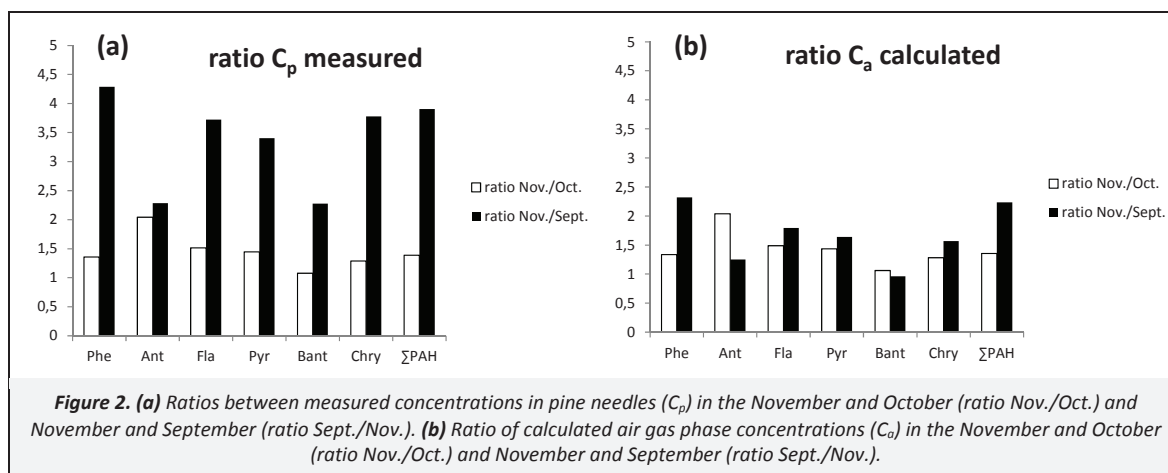 (a)
ratio Cp measured
5
4,5
4
3,5
3
2,5
2
1,5
1
0,5
0
Phe Ant Fla Pyr Bant Chry ∑PAH
ratio Nov./Oct.
ratio Nov./Sept.
(b)
ratio Ca calculated
5
4,5
4
3,5
3
2,5
2
1,5
1
0,5
0
Phe Ant Fla Pyr Bant Chry ∑PAH
ratio Nov./Oct.
ratio Nov./Sept.
Figure 2. (a) Ratios between measured concentrations in pine needles (Cp) in the November and October (ratio Nov./Oct.) and
November and September (ratio Sept./Nov.). (b) Ratio of calculated air gas phase concentrations (Ca) in the November and October
(ratio Nov./Oct.) and November and September (ratio Sept./Nov.).